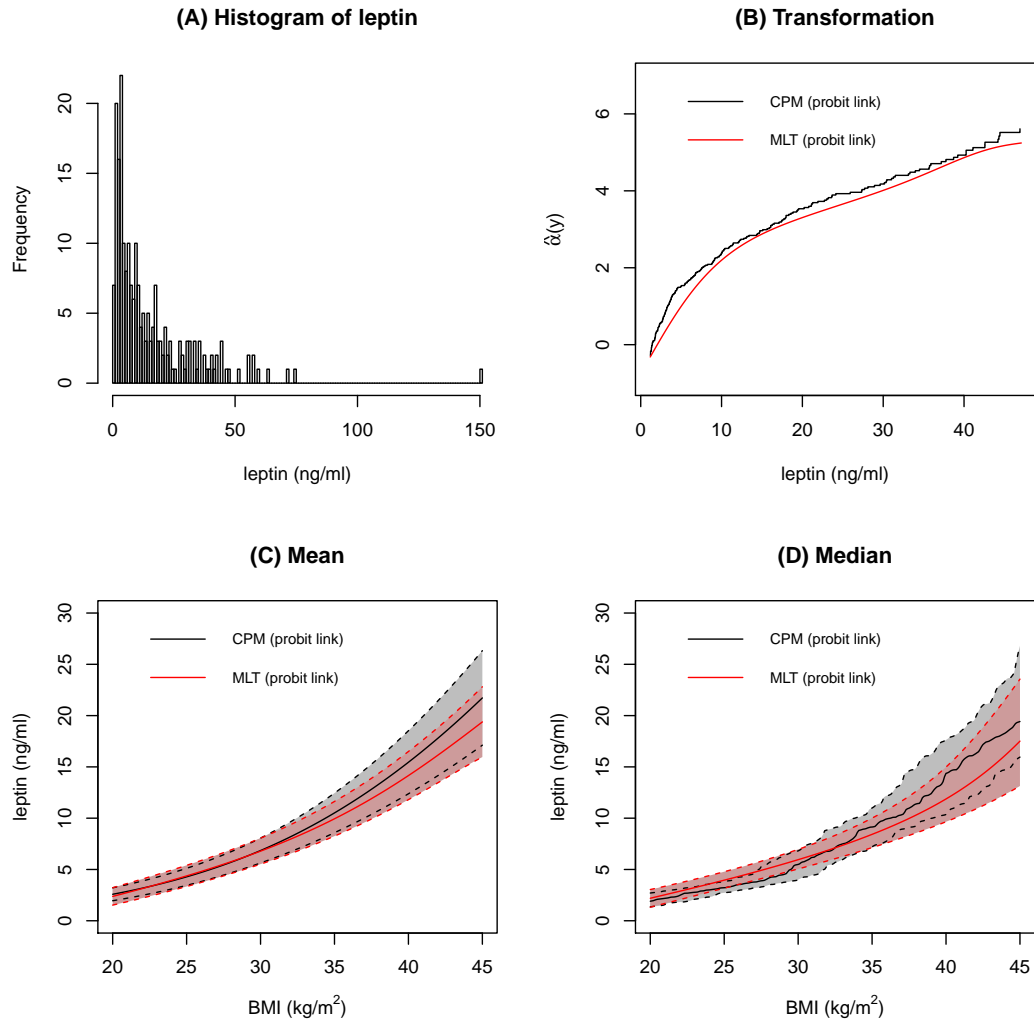 (A) Histogram of leptin
Frequency
20
15
10
5
0
0 50 100 150
leptin (ng/ml)
(B) Transformation
α̂(y)
6
4
2
0
CPM (probit link)
MLT (probit link)
0 10 20 30 40
leptin (ng/ml)
(C) Mean
leptin (ng/ml)
30
25
20
15
10
5
0
CPM (probit link)
MLT (probit link)
20 25 30 35 40 45
BMI (kg/m²)
(D) Median
leptin (ng/ml)
30
25
20
15
10
5
0
CPM (probit link)
MLT (probit link)
20 25 30 35 40 45
BMI (kg/m²)